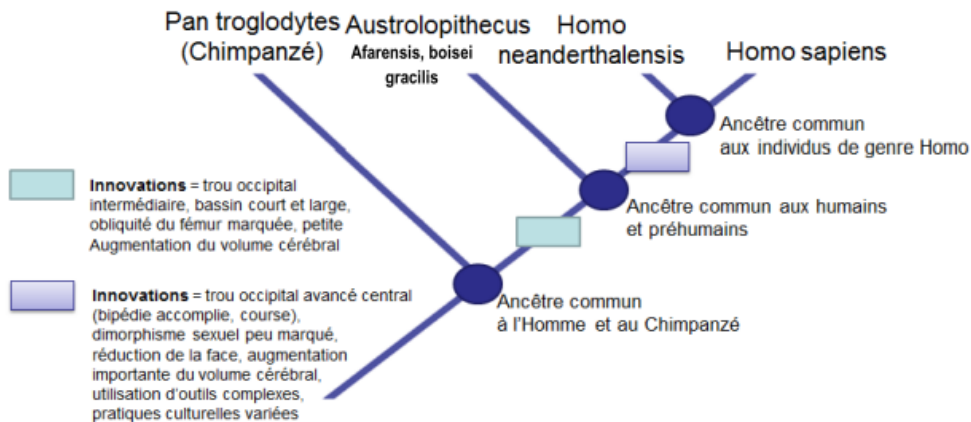 Pan troglodytes
(Chimpanzé)
Austrolopithecus
Afarensis, boisei
gracilis
Homo
neanderthalensis
Homo sapiens
Ancêtre commun
aux individus de genre Homo
Ancêtre commun aux humains
et préhumains
Ancêtre commun
à l'Homme et au Chimpanzé
Innovations = trou occipital
intermédiaire, bassin court et large,
obliquité du fémur marquée, petite
Augmentation du volume cérébral
Innovations = trou occipital avancé central
(bipédie accomplie, course),
dimorphisme sexuel peu marqué,
réduction de la face, augmentation
importante du volume cérébral,
utilisation d'outils complexes,
pratiques culturelles variées